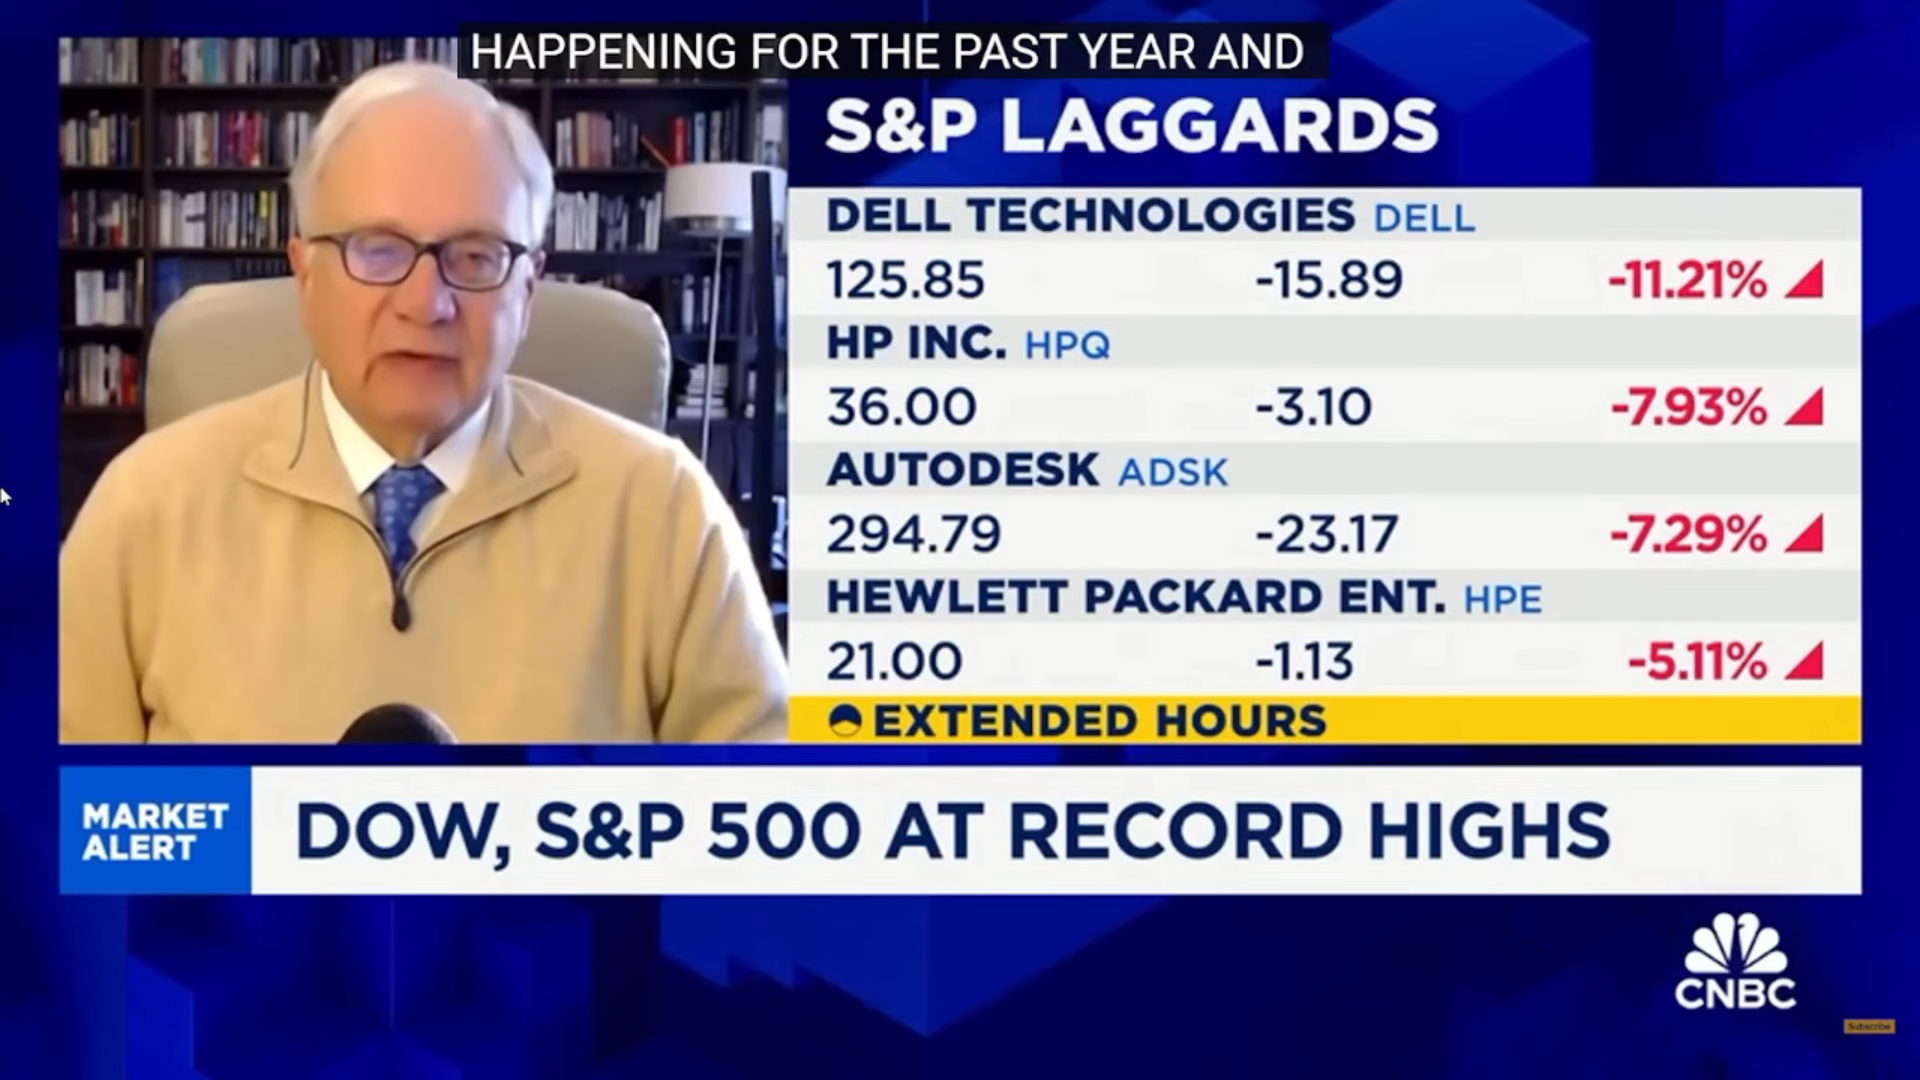 HAPPENING FOR THE PAST YEAR AND
S&P LAGGARDS
DELL TECHNOLOGIES DELL
125.85 -15.89 -11.21%
HP INC. HPQ
36.00 -3.10 -7.93%
AUTODESK ADSK
294.79 -23.17 -7.29%
HEWLETT PACKARD ENT. HPE
21.00 -1.13 -5.11%
EXTENDED HOURS
MARKET
ALERT
DOW, S&P 500 AT RECORD HIGHS
CNBC
Subscribe